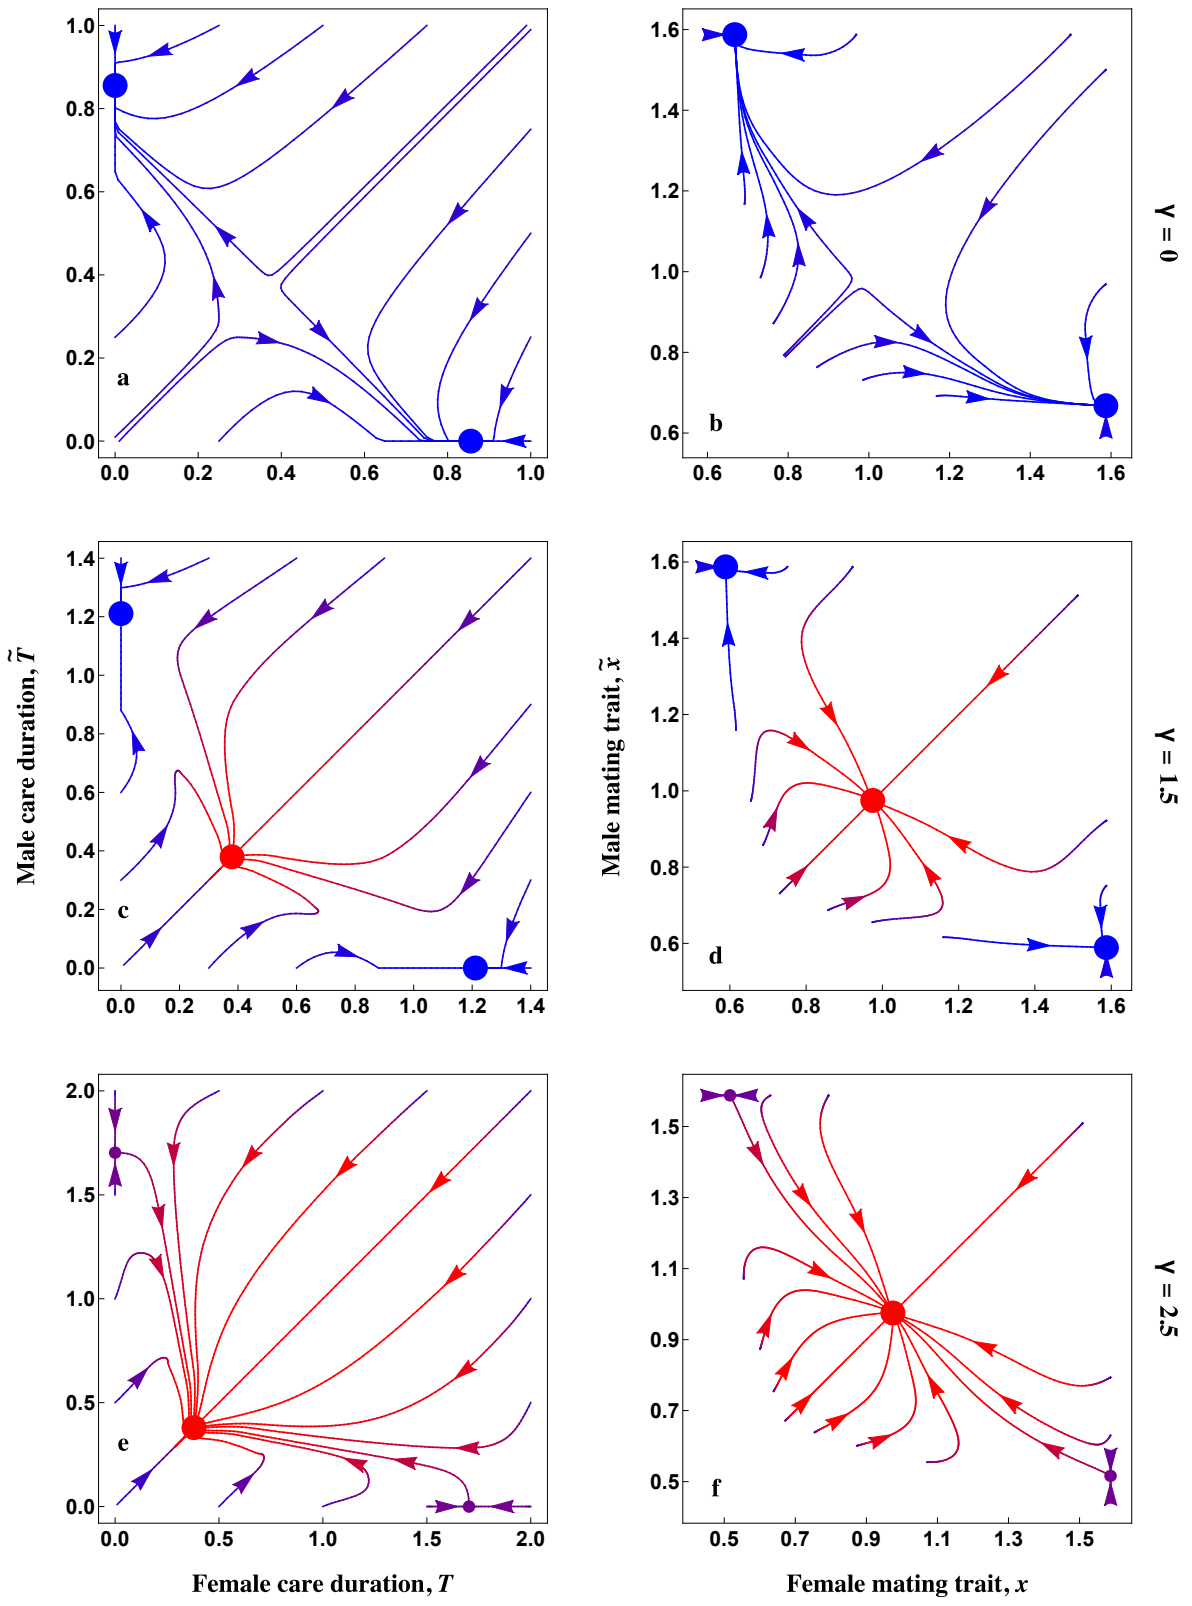 1.0
0.8
0.6
0.4
0.2
0.0
a
0.0 0.2 0.4 0.6 0.8 1.0
1.6
1.4
1.2
1.0
0.8
0.6
b
0.6 0.8 1.0 1.2 1.4 1.6
γ = 0
1.4
1.2
1.0
0.8
0.6
0.4
0.2
0.0
c
0.0 0.2 0.4 0.6 0.8 1.0 1.2 1.4
Male care duration, T̃
1.6
1.4
1.2
1.0
0.8
0.6
d
0.6 0.8 1.0 1.2 1.4 1.6
Male mating trait, x̃
γ = 1.5
2.0
1.5
1.0
0.5
0.0
e
0.0 0.5 1.0 1.5 2.0
Female care duration, T
1.5
1.3
1.1
0.9
0.7
0.5
f
0.5 0.7 0.9 1.1 1.3 1.5
Female mating trait, x
γ = 2.5